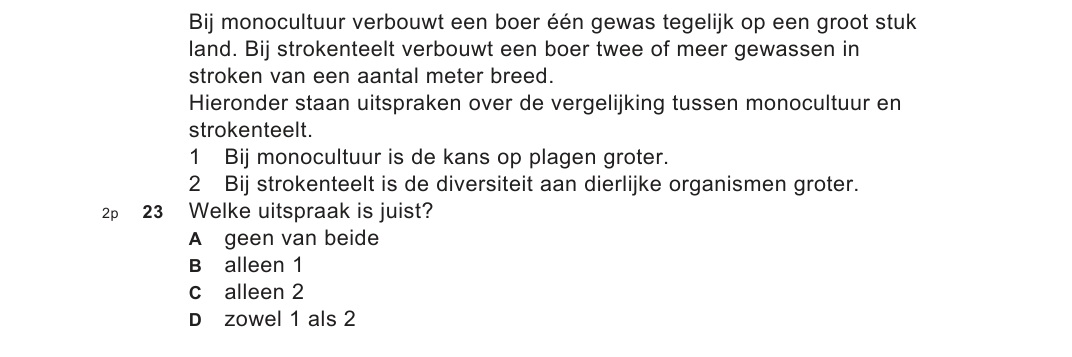 Bij monocultuur verbouwt een boer één gewas tegelijk op een groot stuk
land. Bij strokenteelt verbouwt een boer twee of meer gewassen in
stroken van een aantal meter breed.
Hieronder staan uitspraken over de vergelijking tussen monocultuur en
strokenteelt.
1 Bij monocultuur is de kans op plagen groter.
2 Bij strokenteelt is de diversiteit aan dierlijke organismen groter.
2p 23 Welke uitspraak is juist?
A geen van beide
B alleen 1
C alleen 2
D zowel 1 als 2